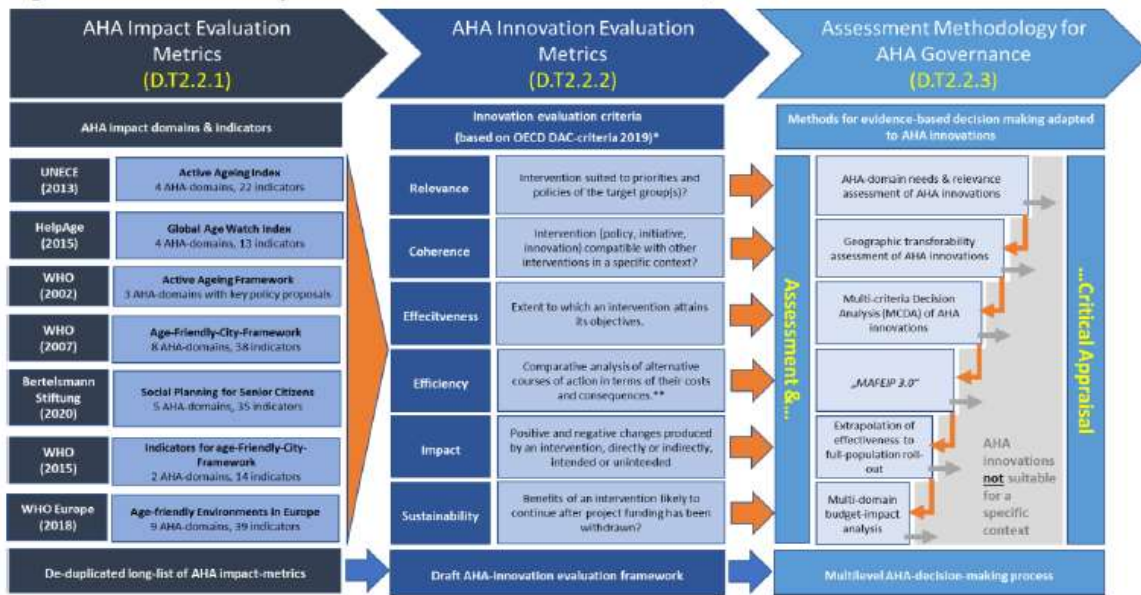 AHA Impact Evaluation
Metrics
(D.T2.2.1)
AHA Innovation Evaluation
Metrics
(D.T2.2.2)
Assessment Methodology for
AHA Governance
(D.T2.2.3)
AHA impact domains & indicators
Innovation evaluation criteria
(based on OECD DAC-criteria 2019)*
Methods for evidence-based decision making adapted
to AHA innovations
UNECE
(2013)
Active Ageing Index
4 AHA-domains, 22 indicators
HelpAge
(2015)
Global Age Watch Index
4 AHA-domains, 13 indicators
WHO
(2002)
Active Ageing Framework
3 AHA-domains with key policy proposals
WHO
(2007)
Age-Friendly-City-Framework
8 AHA-domains, 38 indicators
Bertelsmann
Stiftung
(2020)
Social Planning for Senior Citizens
5 AHA-domains, 35 indicators
WHO
(2015)
Indicators for age-Friendly-City-
Framework
2 AHA-domains, 14 indicators
WHO Europe
(2018)
Age-friendly Environments in Europe
9 AHA-domains, 39 indicators
De-duplicated long-list of AHA impact-metrics
Relevance
Intervention suited to priorities and
policies of the target group(s)?
Coherence
Intervention (policy, initiative,
innovation) compatible with other
interventions in a specific context?
Effecitveness
Extent to which an intervention attains
its objectives.
Efficiency
Comparative analysis of alternative
courses of action in terms of their costs
and consequences.**
Impact
Positive and negative changes produced
by an intervention, directly or indirectly,
intended or uninteeded
Sustainability
Benefits of an intervention likely to
continue after project funding has been
withdrawn?
Draft AHA-innovation evaluation framework
Assessment &...
AHA-domain needs & relevance
assessment of AHA innovations
Geographic transferability
assessment of AHA innovations
Multi-criteria Decision
Analysis (MCDA) of AHA
innovations
„MAFEIP 3.0"
Extrapolation of
effectiveness to
full-population roll-
out
Multi-domain
budget-impact
analysis
AHA
innovations
not suitable
for a
specific
context
...Critical Appraisal
Multilevel AHA-decision-making process